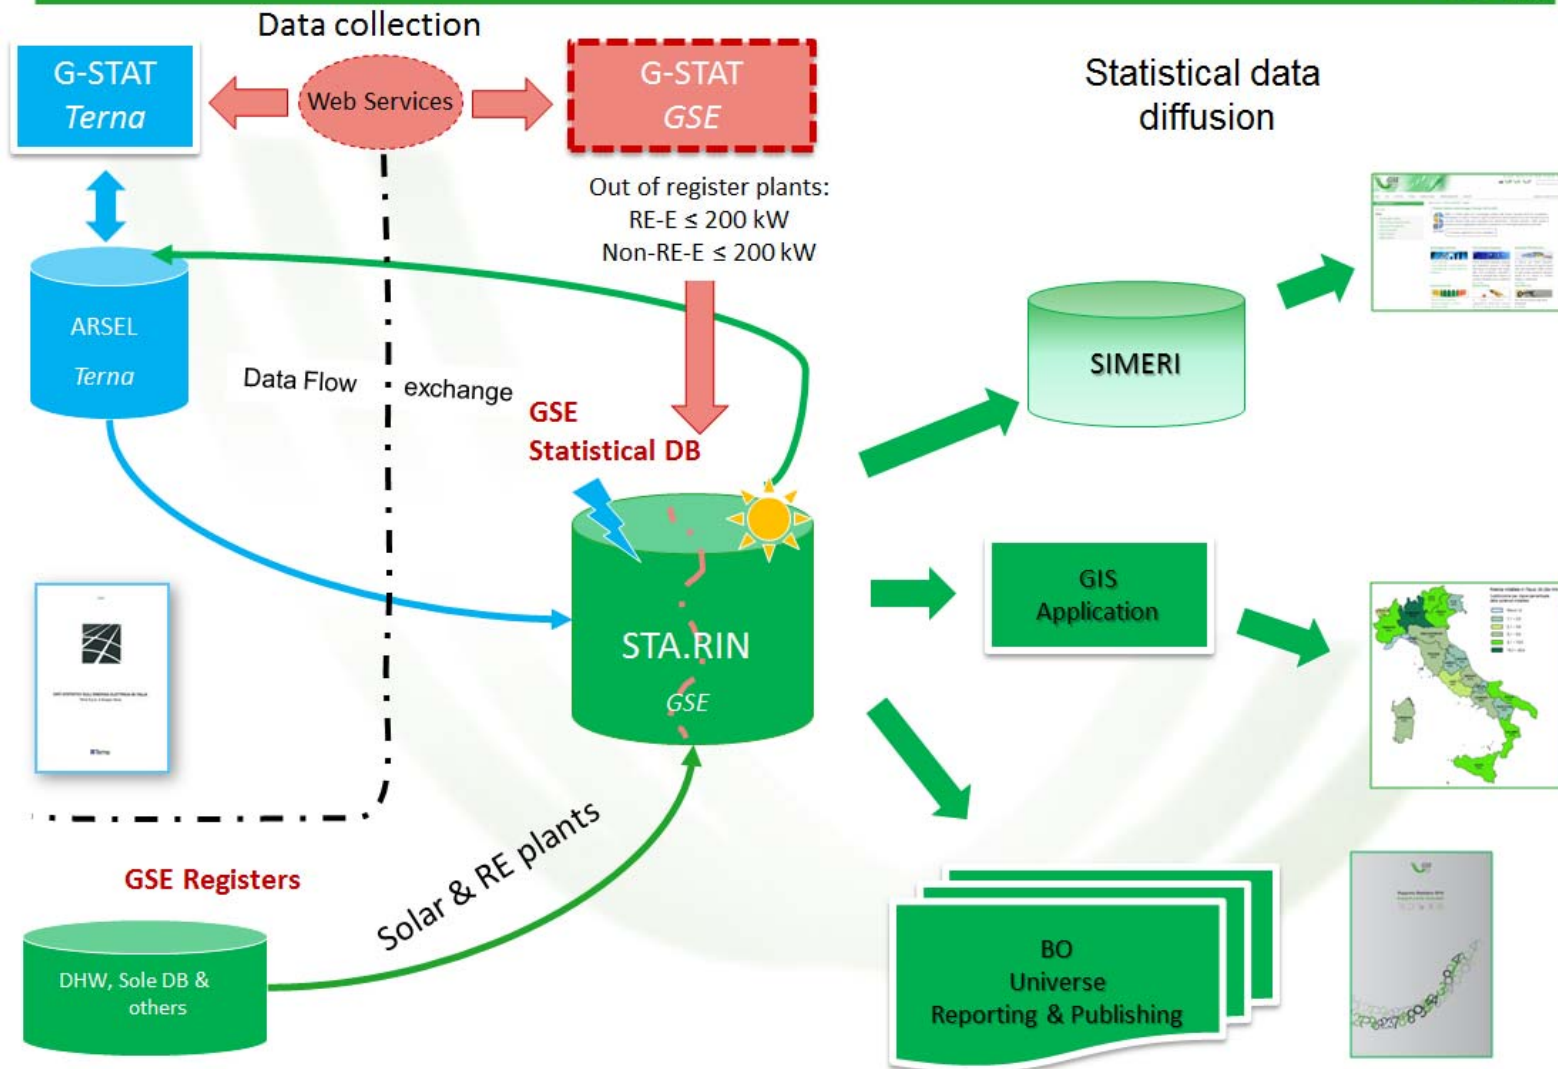 Data collection
G-STAT
Terna
Web Services
G-STAT
GSE
Statistical data
diffusion
Out of register plants:
RE-E ≤ 200 kW
Non-RE-E ≤ 200 kW
ARSEL
Terna
Data Flow
exchange
GSE
Statistical DB
SIMERI
STA.RIN
GSE
GIS
Application
Terna
GSE Registers
Solar & RE plants
DHW, Sole DB &
others
BO
Universe
Reporting & Publishing